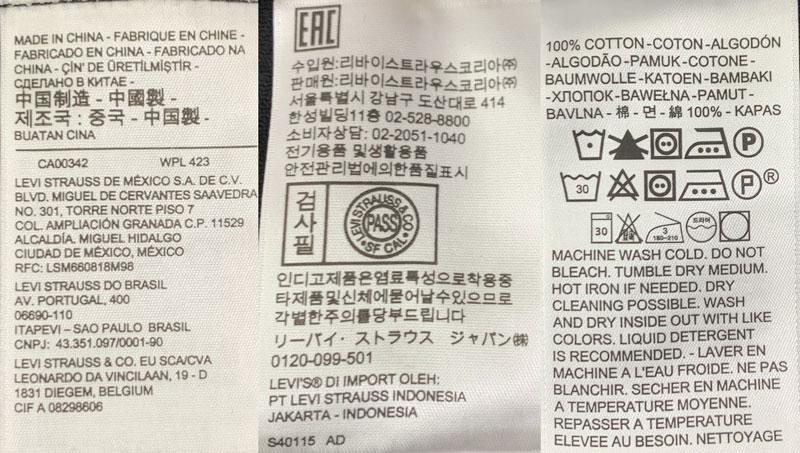 MADE IN CHINA - FABRIQUE EN CHINE -
FABRICADO EN CHINA - FABRICADO NA
CHINA - ÇIN' DE ÜRETILMIŞTIR -
СДЕЛАНО В КИТАЕ -
中国制造 - 中國製 -
제조국 : 중국 - 中国製 -
BUATAN CINA
CA00342 WPL 423
LEVI STRAUSS DE MÉXICO S.A. DE C.V.
BLVD. MIGUEL DE CERVANTES SAAVEDRA
NO. 301, TORRE NORTE PISO 7
COL. AMPLIACIÓN GRANADA C.P. 11529
ALCALDÍA. MIGUEL HIDALGO
CIUDAD DE MÉXICO, MÉXICO
RFC: LSM660818M98
LEVI STRAUSS DO BRASIL
AV. PORTUGAL, 400
06690-110
ITAPEVI – SAO PAULO BRASIL
CNPJ: 43.351.097/0001-90
LEVI STRAUSS & CO. EU SCA/CVA
LEONARDO DA VINCILAAN, 19 - D
1831 DIEGEM, BELGIUM
CIF A 08298606
EAC
수입원:리바이스트라우스코리아㈜
판매원:리바이스트라우스코리아㈜
서울특별시 강남구 도산대로 414
한성빌딩11층 02-528-8800
소비자상담: 02-2051-1040
전기용품 및생활용품
안전관리법에의한품질표시
검사필
LEVI STRAUSS & CO.
PASS
SF CAL
인디고제품은염료특성으로착용중
타제품및신체에묻어날수있으므로
각별한주의를당부드립니다
リーバイ・ストラウス ジャパン㈱
0120-099-501
LEVI'S® DI IMPORT OLEH:
PT LEVI STRAUSS INDONESIA
JAKARTA - INDONESIA
S40115 AD
100% COTTON-COTON-ALGODÓN
-ALGODÃO-PAMUK-COTONE-
BAUMWOLLE-KATOEN-BAMBAKI
-ХЛОПОК-BAWEŁNA-PAMUT-
BAVLNA - 棉 - 면 - 綿 100% - KAPAS
P
30 P ®
30 3 180~210 드라이
MACHINE WASH COLD. DO NOT
BLEACH. TUMBLE DRY MEDIUM.
HOT IRON IF NEEDED. DRY
CLEANING POSSIBLE. WASH
AND DRY INSIDE OUT WITH LIKE
COLORS. LIQUID DETERGENT
IS RECOMMENDED. - LAVER EN
MACHINE A L'EAU FROIDE. NE PAS
BLANCHIR. SECHER EN MACHINE
A TEMPERATURE MOYENNE.
REPASSER A TEMPERATURE
ELEVEE AU BESOIN. NETTOYAGE